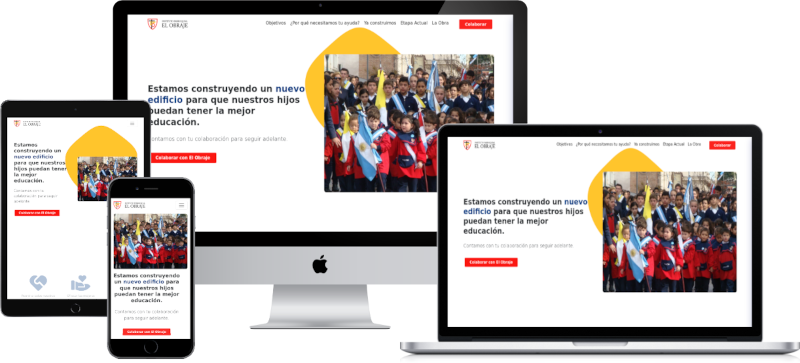 EL OBRAJE
Objetivos ¿Por qué necesitamos tu ayuda? Ya construimos Etapa Actual La Obra Colaborar
Estamos construyendo un nuevo
edificio para que nuestros hijos
puedan tener la mejor
educación.
Contamos con tu colaboración para seguir adelante
Colaborar con El Obraje
EL OBRAJE
Estamos
construyendo un
nuevo edificio
para que nuestros
hijos puedan tener
la mejor
educación.
Contamos con tu
colaboración para seguir
adelante
Colaborar con El Obraje
EL OBRAJE
Estamos construyendo
un nuevo edificio para
que nuestros hijos
puedan tener la mejor
educación.
Contamos con tu colaboración
para seguir adelante
Colaborar con El Obraje
EL OBRAJE
Objetivos ¿Por qué necesitamos tu ayuda? Ya construimos Etapa Actual La Obra Colaborar
Estamos construyendo un nuevo
edificio para que nuestros hijos
puedan tener la mejor
educación.
Contamos con tu colaboración para seguir adelante
Colaborar con El Obraje